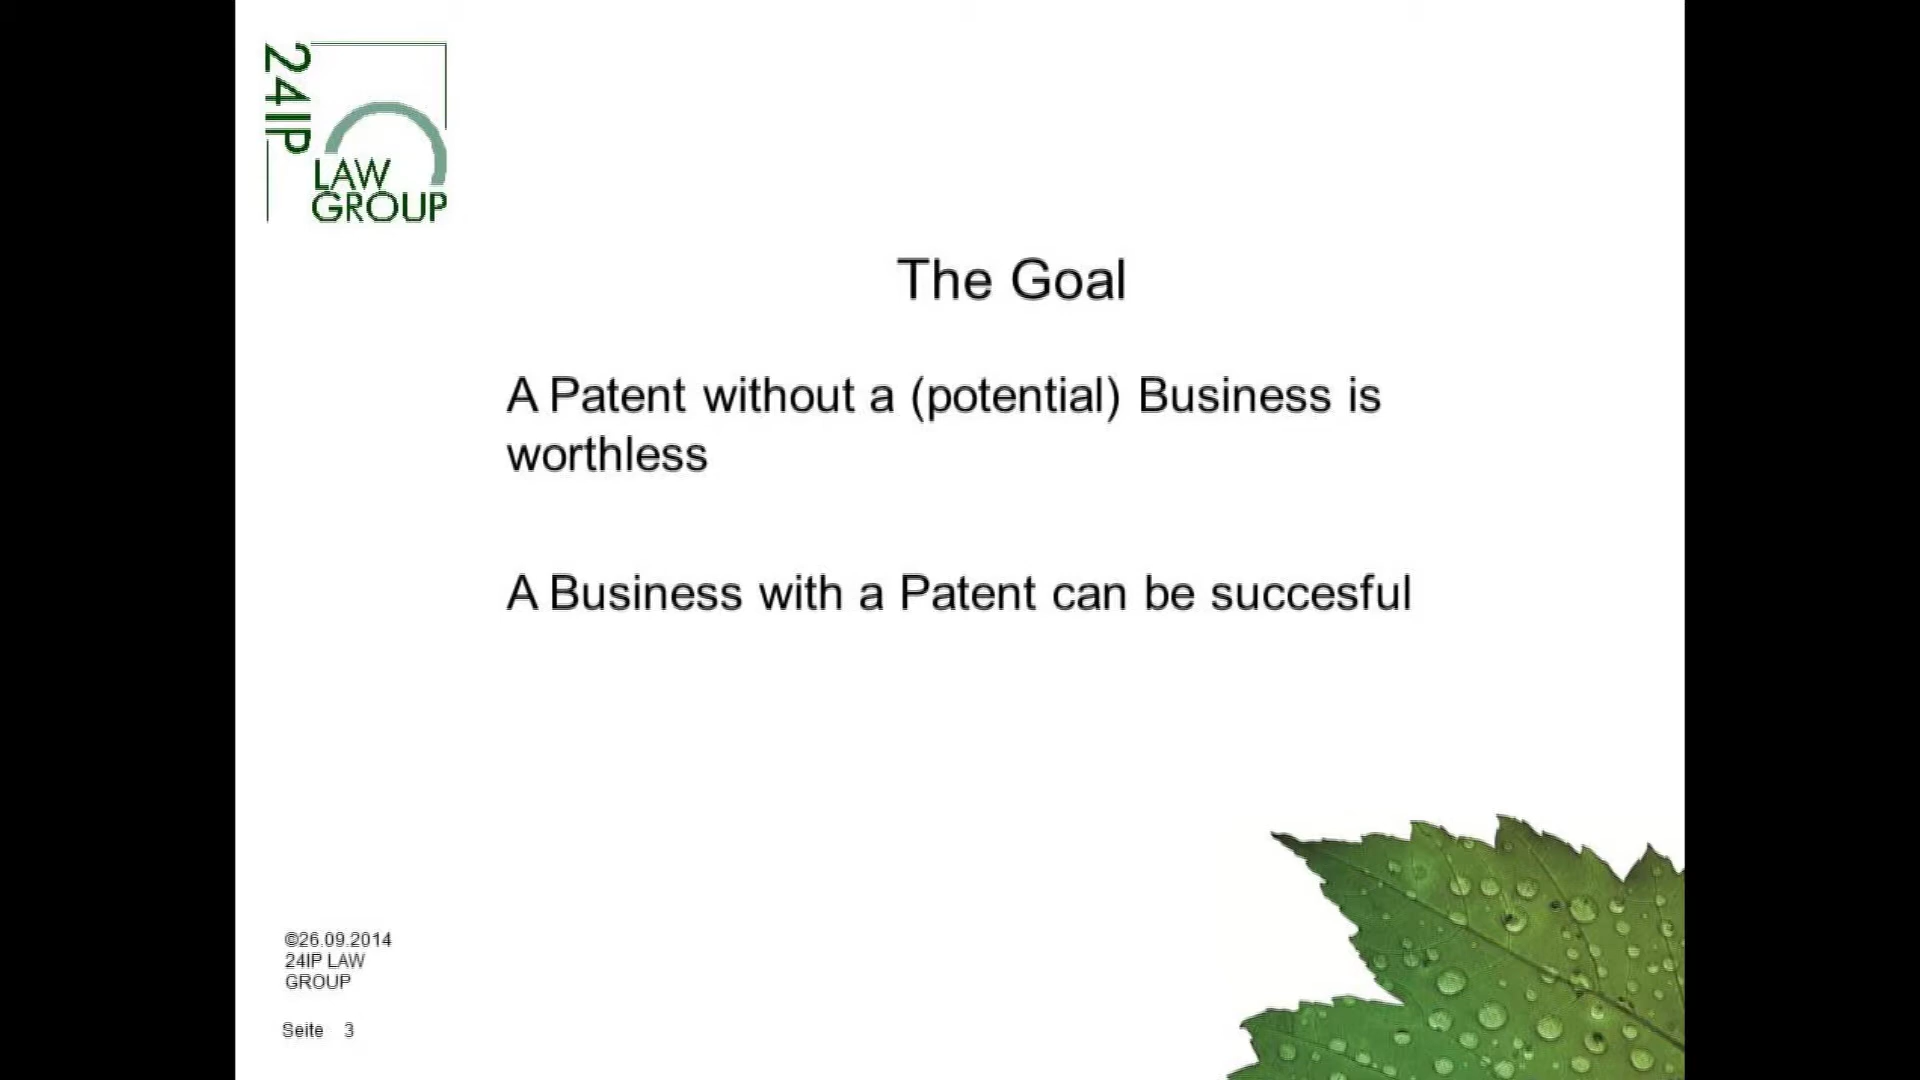 24IP
LAW
GROUP
The Goal
A Patent without a (potential) Business is
worthless
A Business with a Patent can be succesful
©26.09.2014
24IP LAW
GROUP
Seite 3